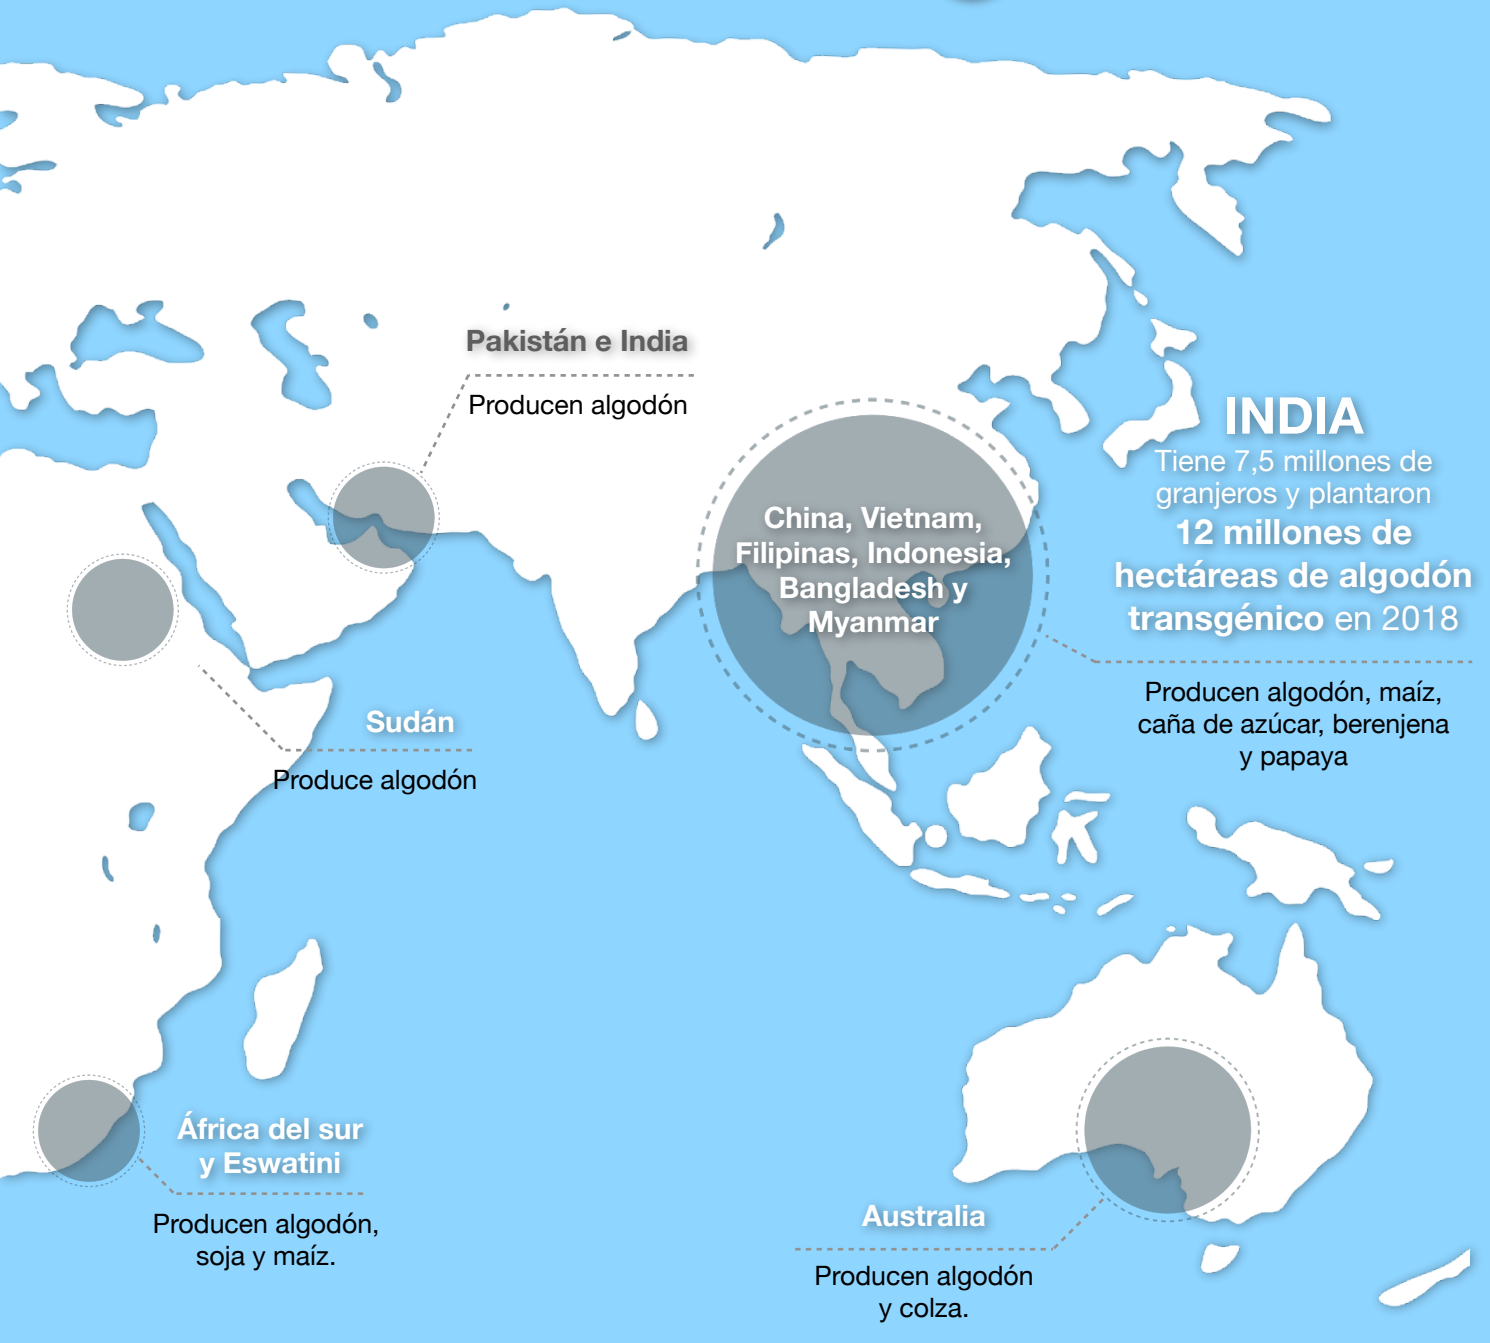 Pakistán e India
Producen algodón
INDIA
Tiene 7,5 millones de
granjeros y plantaron
12 millones de
hectáreas de algodón
transgénico en 2018
China, Vietnam,
Filipinas, Indonesia,
Bangladesh y
Myanmar
Producen algodón, maíz,
caña de azúcar, berenjena
y papaya
Sudán
Produce algodón
África del sur
y Eswatini
Producen algodón,
soja y maíz.
Australia
Producen algodón
y colza.